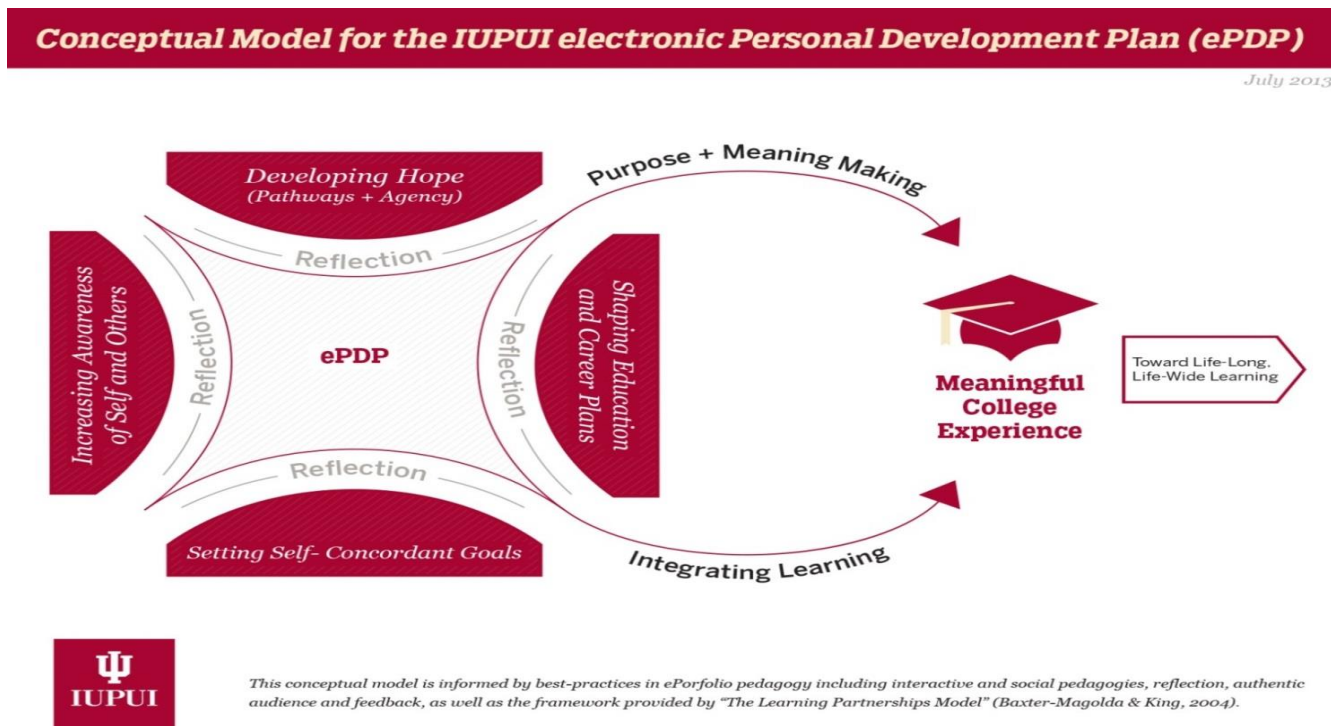 Conceptual Model for the IUPUI electronic Personal Development Plan (ePDP)
July 2013
Developing Hope
(Pathways + Agency)
Reflection
Increasing Awareness
of Self and Others
Reflection
ePDP
Reflection
Shaping Education
and Career Plans
Reflection
Setting Self- Concordant Goals
Purpose + Meaning Making
Integrating Learning
Meaningful
College
Experience
Toward Life-Long,
Life-Wide Learning
IUPUI
This conceptual model is informed by best-practices in ePorfolio pedagogy including interactive and social pedagogies, reflection, authentic
audience and feedback, as well as the framework provided by "The Learning Partnerships Model" (Baxter-Magolda & King, 2004).